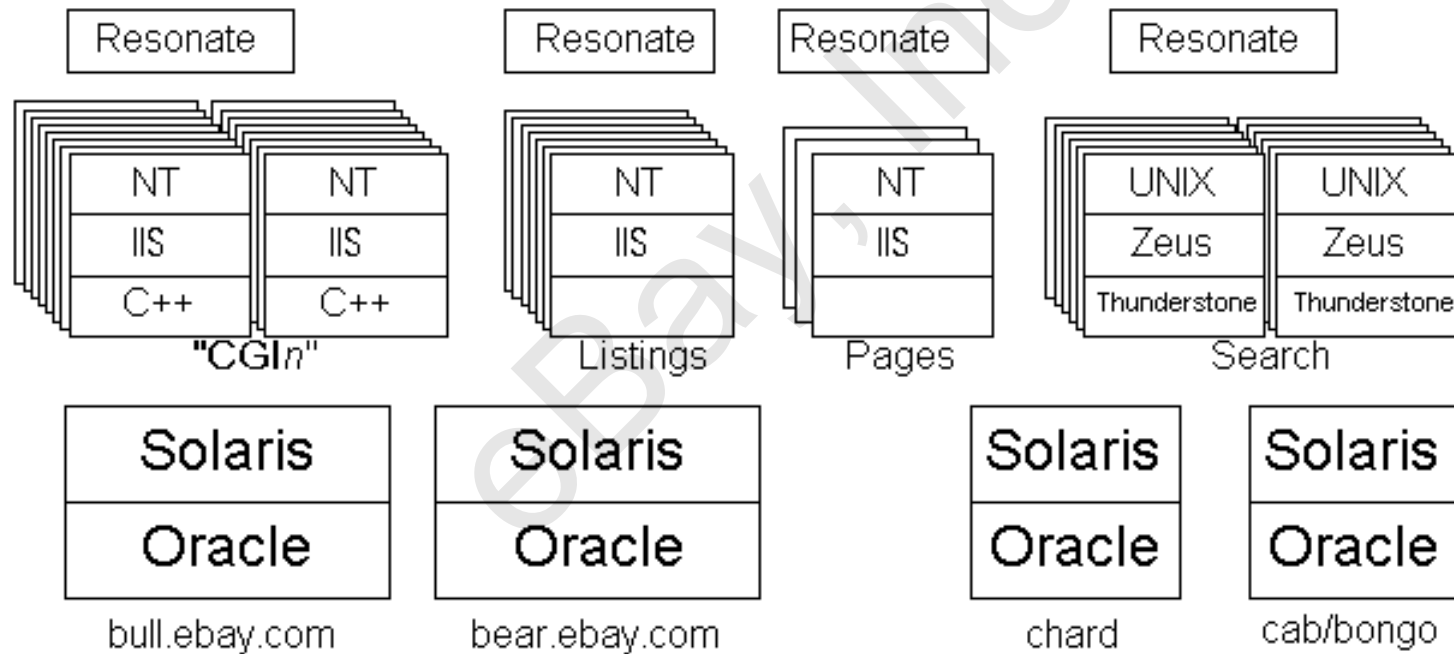 Resonate Resonate Resonate Resonate
NT NT NT NT UNIX UNIX
IIS IIS IIS IIS Zeus Zeus
C++ C++ Thunderstone Thunderstone
"CGIn" Listings Pages Search
Solaris Solaris Solaris Solaris
Oracle Oracle Oracle Oracle
bull.ebay.com bear.ebay.com chard cab/bongo
eBay, Inc